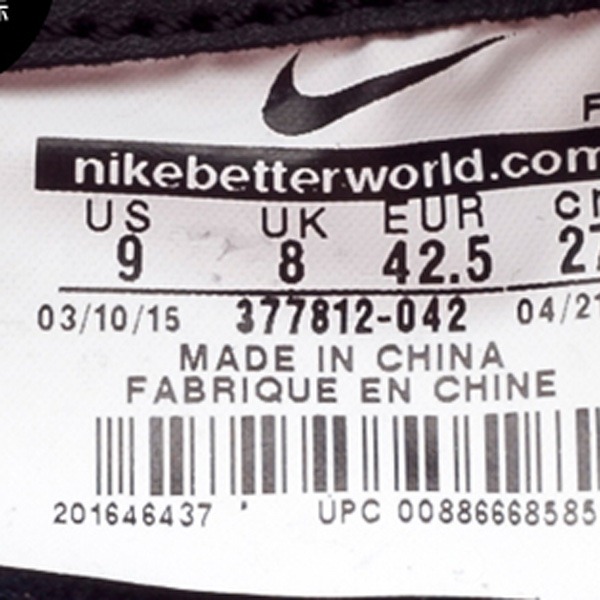 nikebetterworld.com
US UK EUR
9 8 42.5
03/10/15 377812-042
MADE IN CHINA
FABRIQUE EN CHINE
201646437 UPC 00886668585